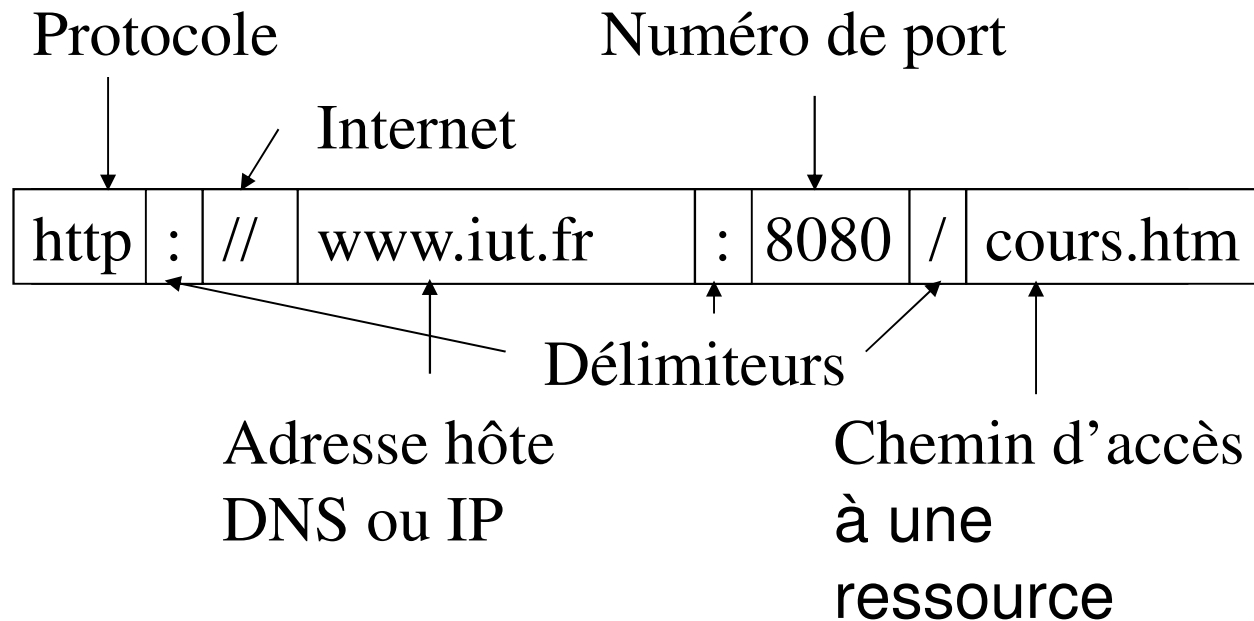 Protocole
Numéro de port
Internet
http : // www.iut.fr : 8080 / cours.htm
Délimiteurs
Adresse hôte
DNS ou IP
Chemin d’accès
à une
ressource